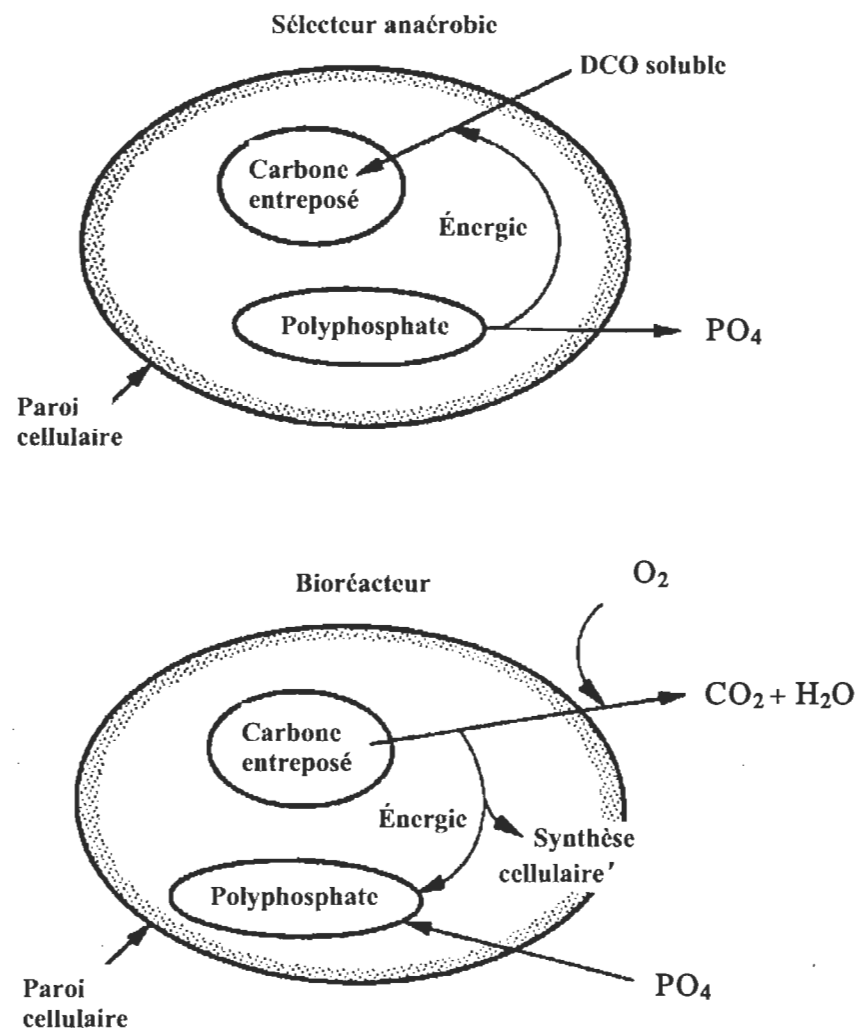 Sélecteur anaérobie
DCO soluble
Carbone
entreposé
Énergie
Polyphosphate
PO₄
Paroi
cellulaire
Bioréacteur
O₂
CO₂ + H₂O
Carbone
entreposé
Énergie
Synthèse
cellulaire'
Polyphosphate
PO₄
Paroi
cellulaire